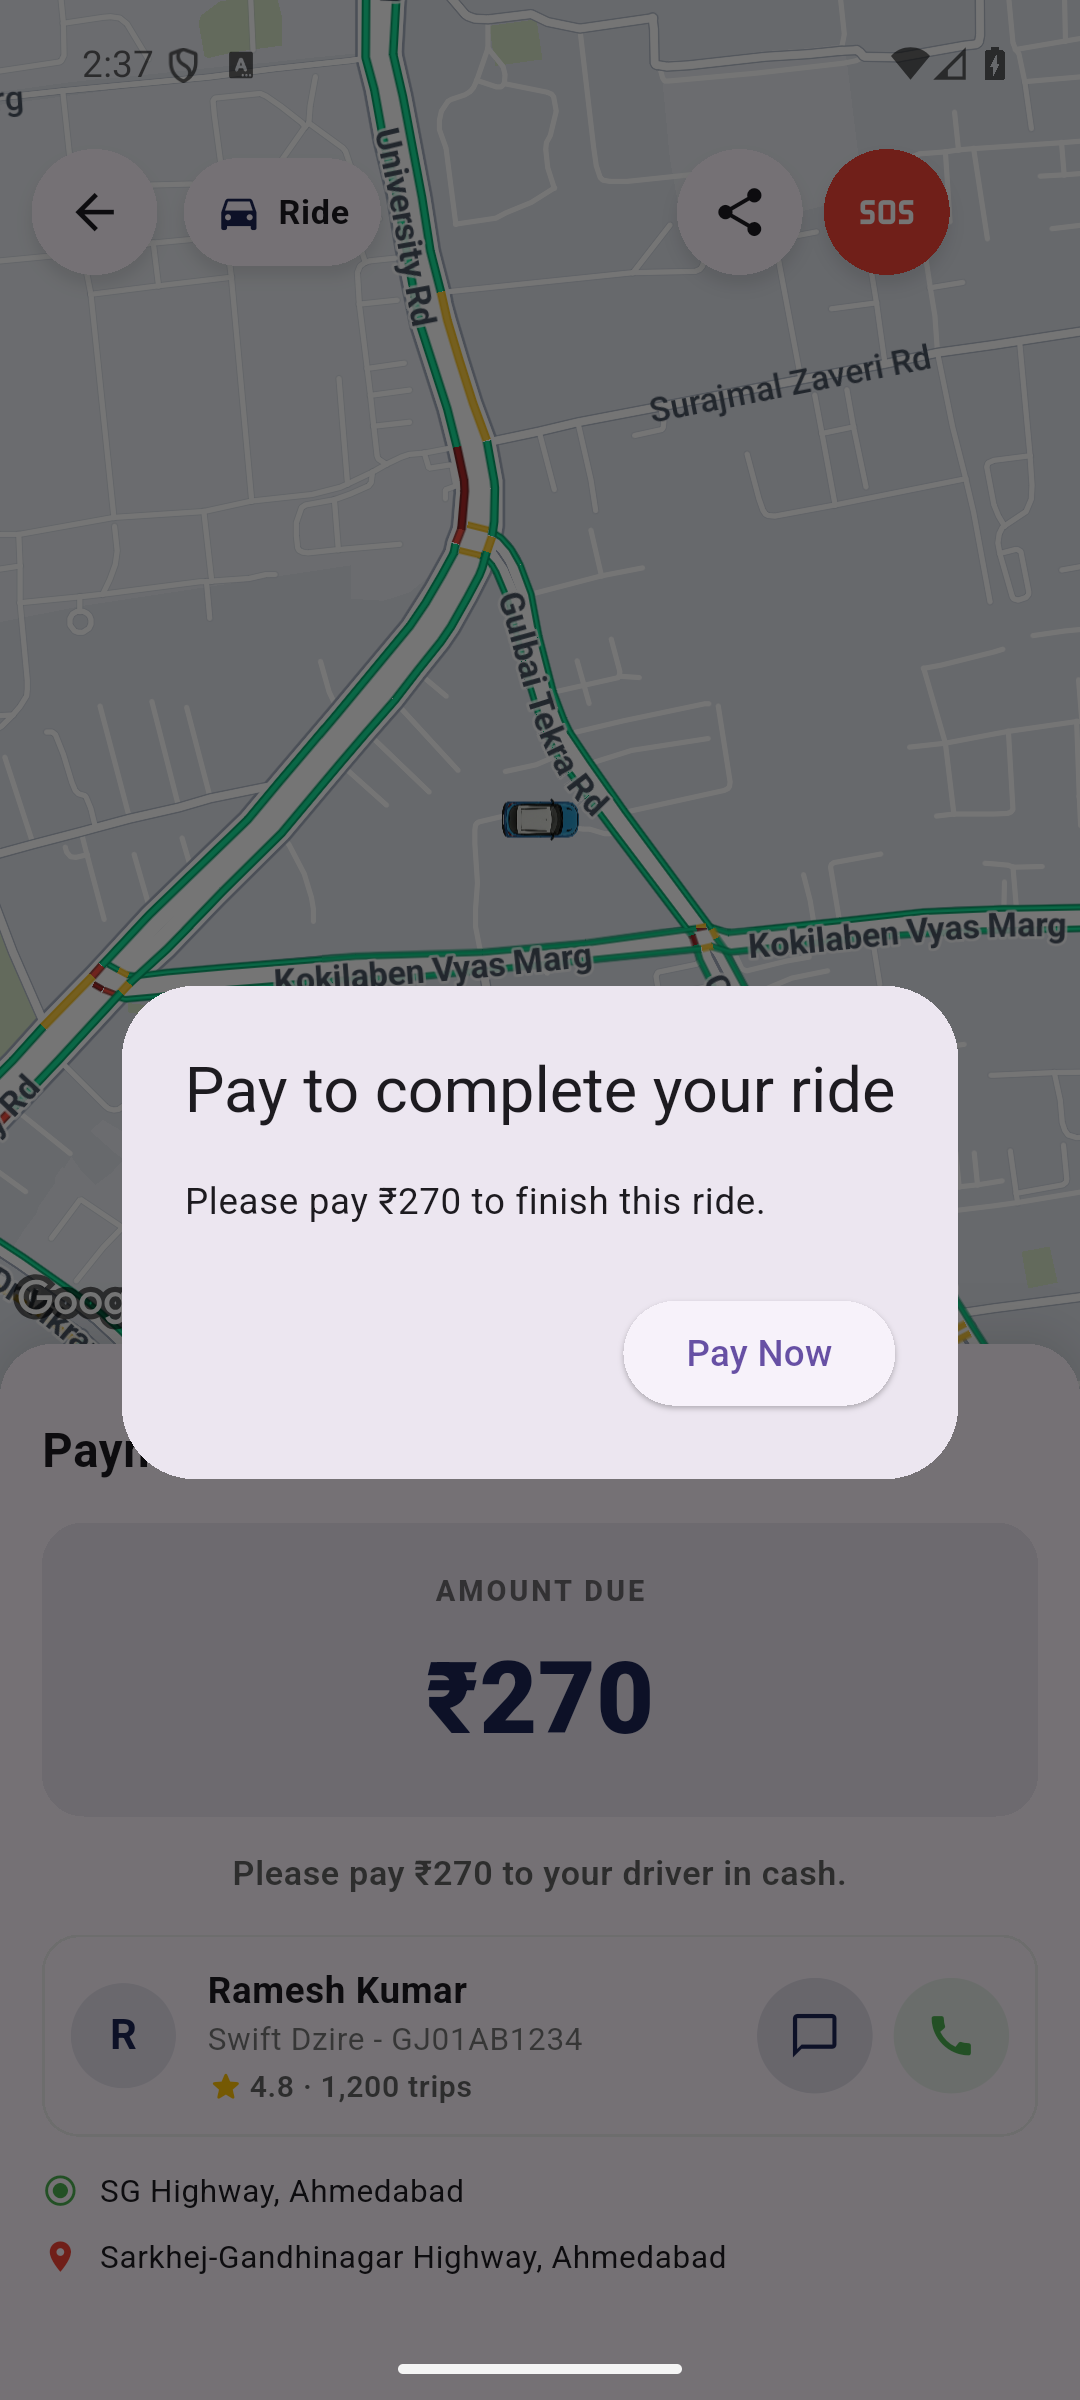 2:37
A
rg
Ride
SOS
University Rd
Surajmal Zaveri Rd
Gulbai Tekra Rd
Kokilaben Vyas Marg
Kokilaben Vyas Marg
Rd
Pay to complete your ride
Please pay ₹270 to finish this ride.
Pay Now
Goog
AMOUNT DUE
₹270
Please pay ₹270 to your driver in cash.
R
Ramesh Kumar
Swift Dzire - GJ01AB1234
4.8 · 1,200 trips
SG Highway, Ahmedabad
Sarkhej-Gandhinagar Highway, Ahmedabad